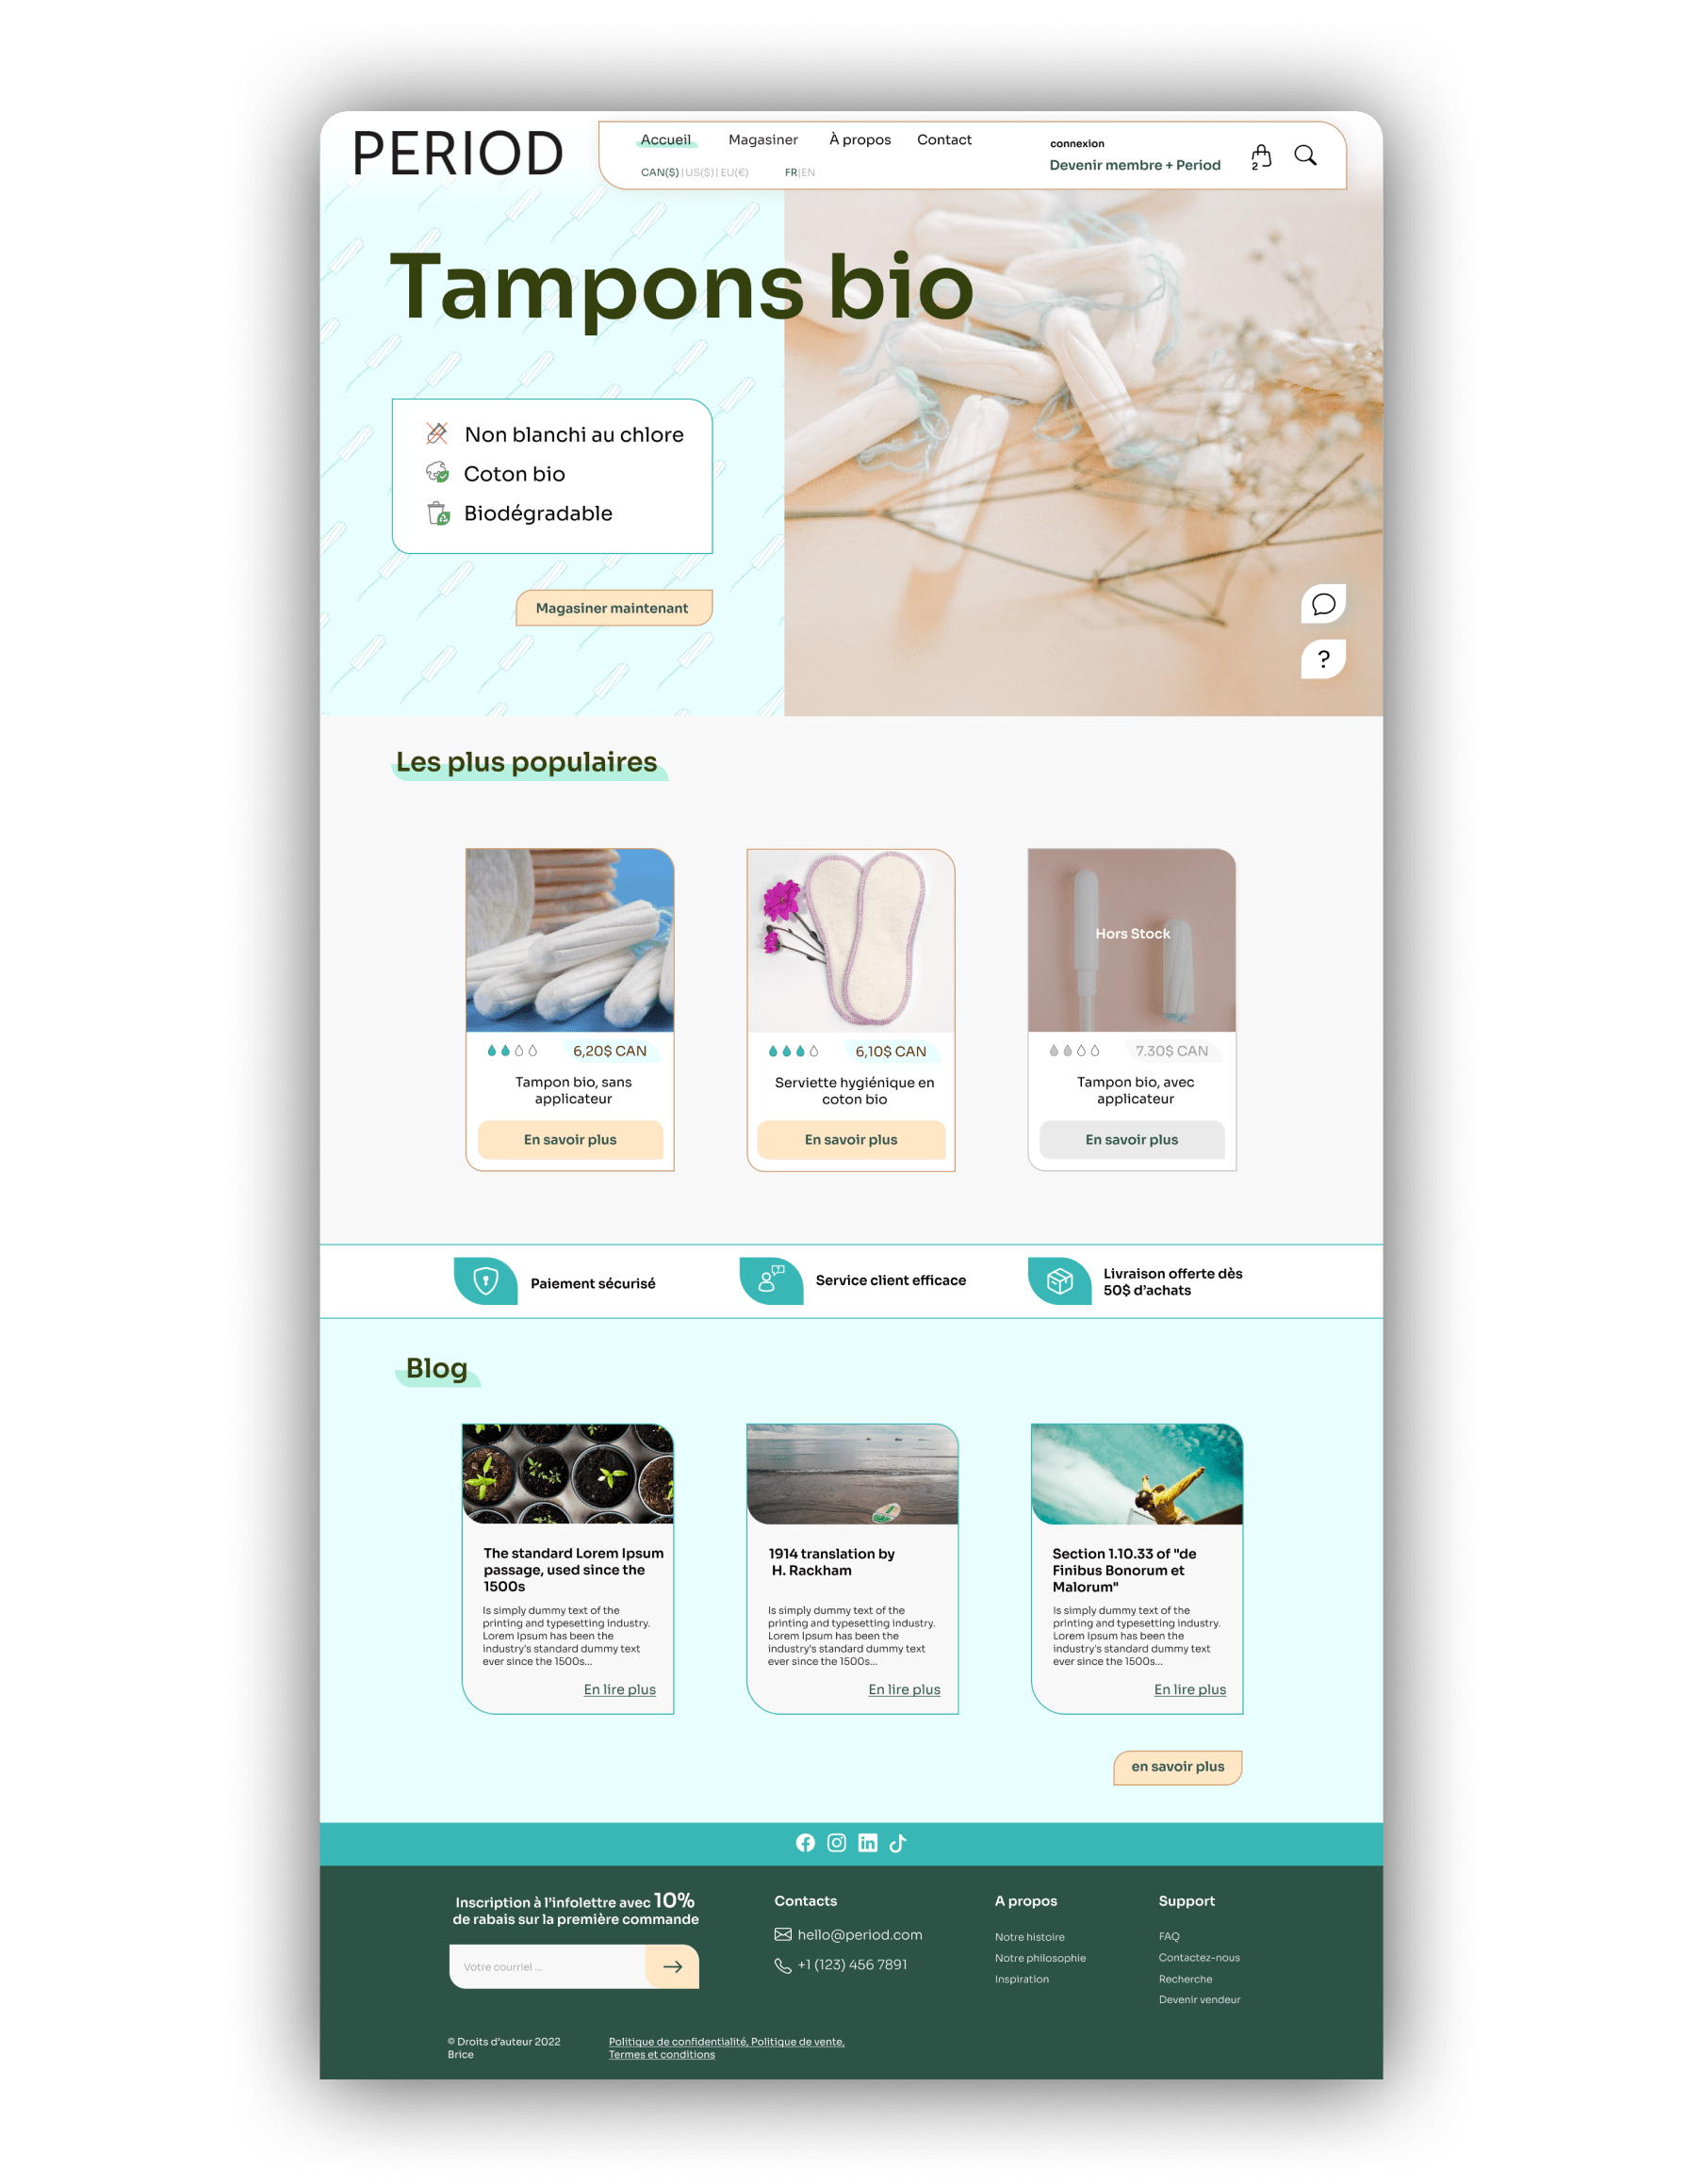 PERIOD
Accueil Magasiner À propos Contact
CAN($) | US($) | EU(€) FR|EN
connexion
Devenir membre + Period
2
Tampons bio
Non blanchi au chlore
Coton bio
Biodégradable
Magasiner maintenant
?
Les plus populaires
Hors Stock
6,20$ CAN
Tampon bio, sans
applicateur
En savoir plus
6,10$ CAN
Serviette hygiénique en
coton bio
En savoir plus
7.30$ CAN
Tampon bio, avec
applicateur
En savoir plus
Paiement sécurisé
Service client efficace
Livraison offerte dès
50$ d’achats
Blog
The standard Lorem Ipsum
passage, used since the
1500s
Is simply dummy text of the
printing and typesetting industry.
Lorem Ipsum has been the
industry's standard dummy text
ever since the 1500s...
En lire plus
1914 translation by
H. Rackham
Is simply dummy text of the
printing and typesetting industry.
Lorem Ipsum has been the
industry's standard dummy text
ever since the 1500s...
En lire plus
Section 1.10.33 of "de
Finibus Bonorum et
Malorum"
Is simply dummy text of the
printing and typesetting industry.
Lorem Ipsum has been the
industry's standard dummy text
ever since the 1500s...
En lire plus
en savoir plus
Inscription à l’infolettre avec 10%
de rabais sur la première commande
Votre courriel ...
Contacts
hello@period.com
+1 (123) 456 7891
A propos
Notre histoire
Notre philosophie
Inspiration
Support
FAQ
Contactez-nous
Recherche
Devenir vendeur
© Droits d’auteur 2022
Brice
Politique de confidentialité, Politique de vente,
Termes et conditions